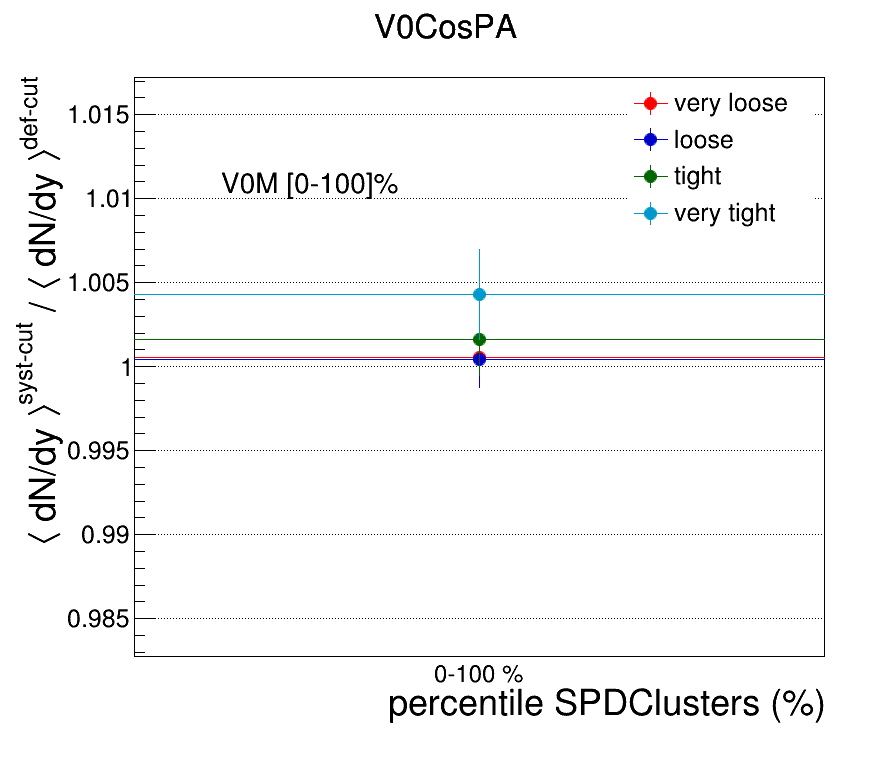 V0CosPA
⟨ dN/dy ⟩^syst-cut / ⟨ dN/dy ⟩^def-cut
1.015
1.01
1.005
1
0.995
0.99
0.985
V0M [0-100]%
very loose
loose
tight
very tight
0-100 %
percentile SPDClusters (%)